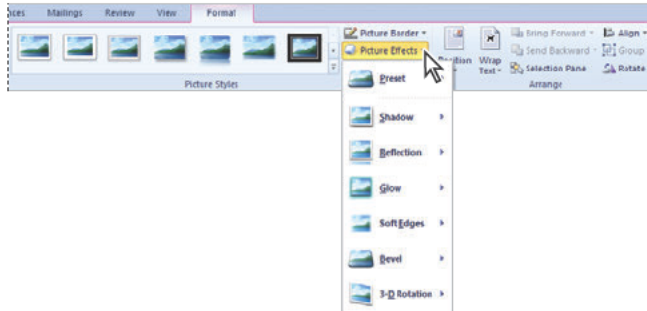 nces Mailings Review View Format
Picture Border
Picture Effects
Position
Wrap Text
Bring Forward
Send Backward
Selection Pane
Align
Group
Rotate
Picture Styles
Arrange
Preset
Shadow
Reflection
Glow
Soft Edges
Bevel
3-D Rotation